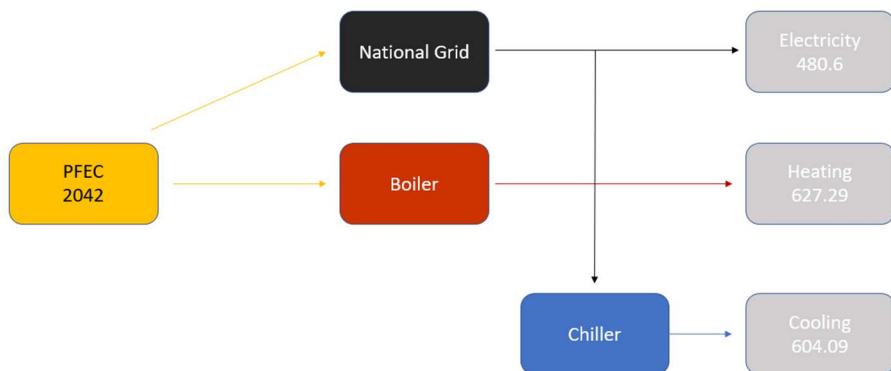 National Grid
Electricity
480.6
PFEC
2042
Boiler
Heating
627.29
Chiller
Cooling
604.09